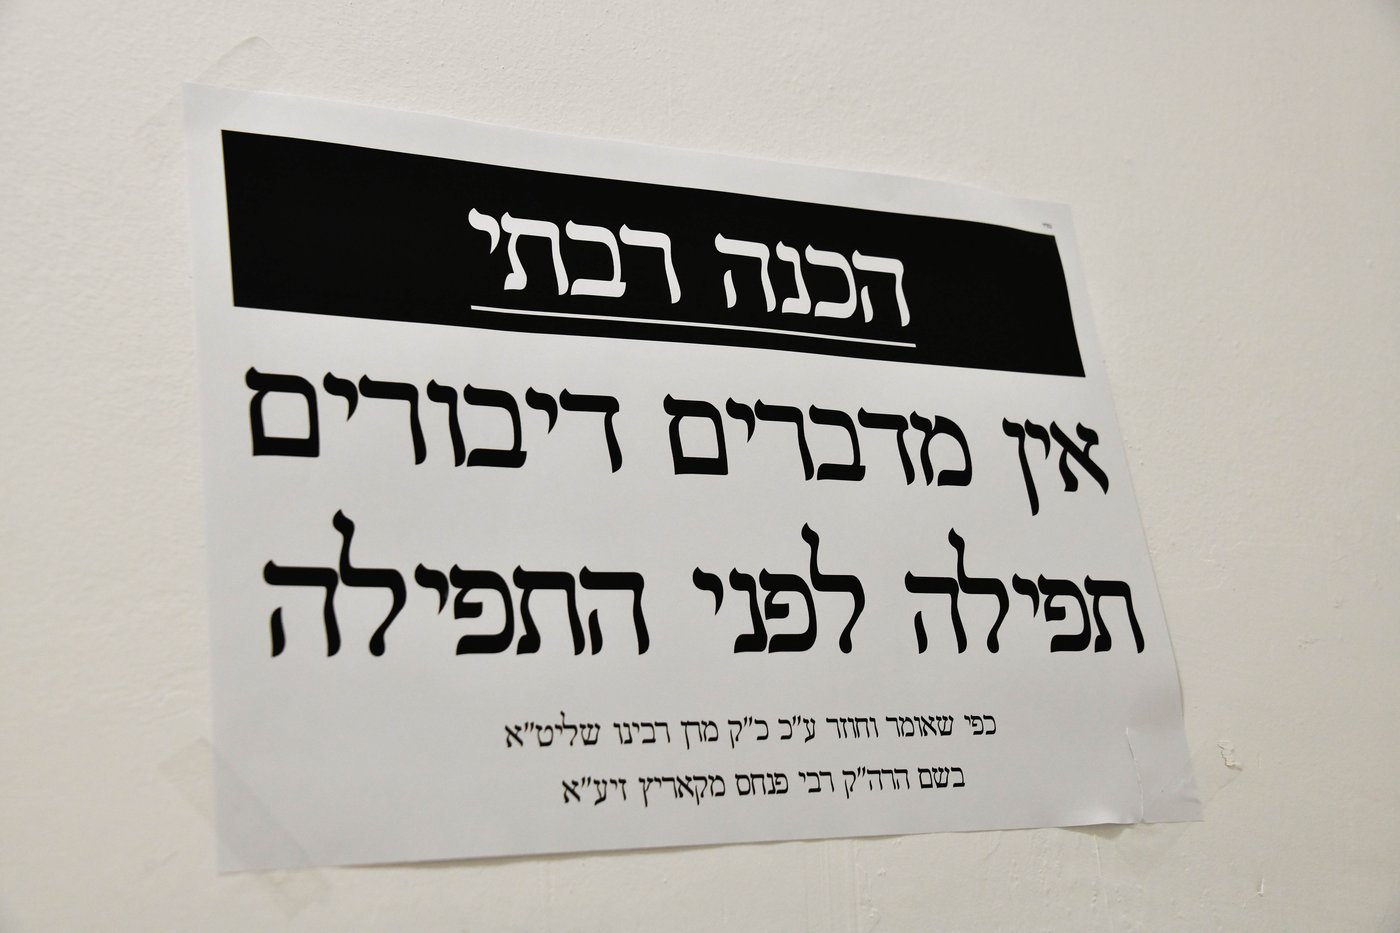 הכנה רבתי
אין מדברים דיבורים
תפילה לפני התפילה
כפי שאומר וחוזר ע"כ כ"ק מרן רבינו שליט"א
בשם הרה"ק רבי פנחס מקאריץ זיע"א